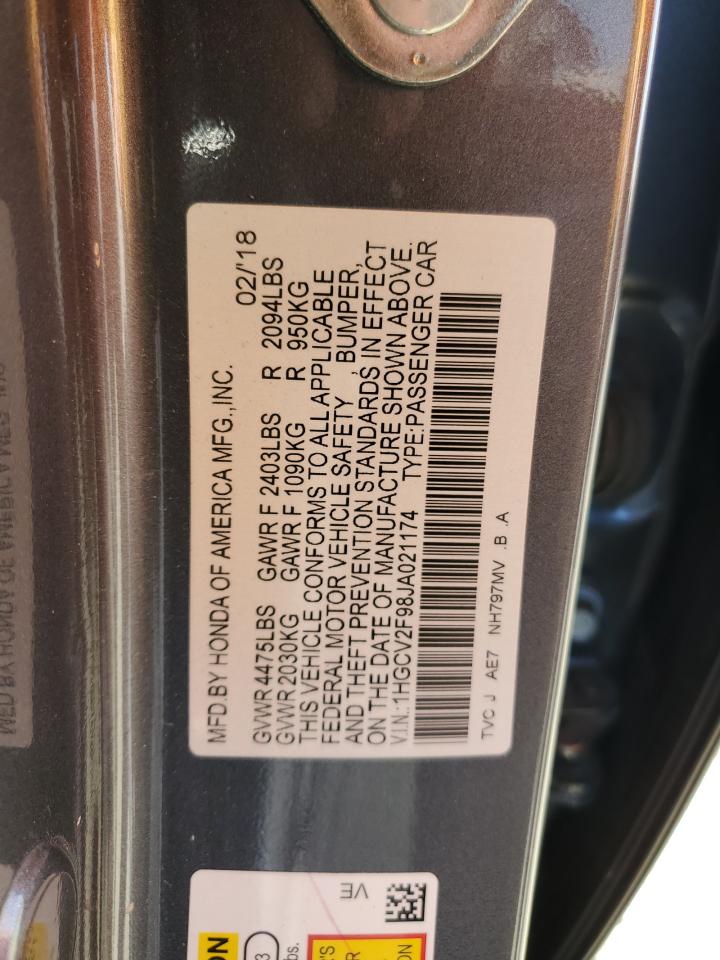 MFD.BY HONDA OF AMERICA MFG.,INC. 02/'18
GVWR 4475LBS GAWR F 2403LBS R 2094LBS
GVWR 2030KG GAWR F 1090KG R 950KG
THIS VEHICLE CONFORMS TO ALL APPLICABLE
FEDERAL MOTOR VEHICLE SAFETY , BUMPER,
AND THEFT PREVENTION STANDARDS IN EFFECT
ON THE DATE OF MANUFACTURE SHOWN ABOVE.
V.I.N.:1HGCV2F98JA021174 TYPE:PASSENGER CAR
TVC J AE7 NH797MV .B .A
VE